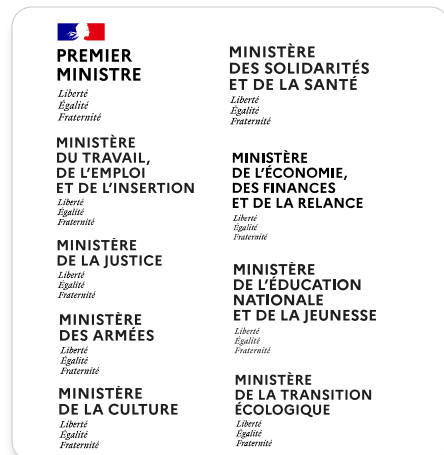 PREMIER
MINISTRE
Liberté
Égalité
Fraternité
MINISTÈRE
DU TRAVAIL,
DE L'EMPLOI
ET DE L'INSERTION
Liberté
Égalité
Fraternité
MINISTÈRE
DE LA JUSTICE
Liberté
Égalité
Fraternité
MINISTÈRE
DES ARMÉES
Liberté
Égalité
Fraternité
MINISTÈRE
DE LA CULTURE
Liberté
Égalité
Fraternité
MINISTÈRE
DES SOLIDARITÉS
ET DE LA SANTÉ
Liberté
Égalité
Fraternité
MINISTÈRE
DE L'ÉCONOMIE,
DES FINANCES
ET DE LA RELANCE
Liberté
Égalité
Fraternité
MINISTÈRE
DE L'ÉDUCATION
NATIONALE
ET DE LA JEUNESSE
Liberté
Égalité
Fraternité
MINISTÈRE
DE LA TRANSITION
ÉCOLOGIQUE
Liberté
Égalité
Fraternité